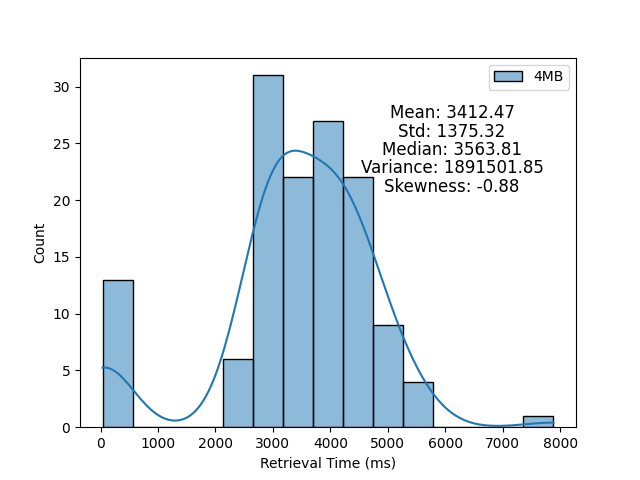 4MB
Mean: 3412.47
Std: 1375.32
Median: 3563.81
Variance: 1891501.85
Skewness: -0.88
Count
30
25
20
15
10
5
0
0 1000 2000 3000 4000 5000 6000 7000 8000
Retrieval Time (ms)